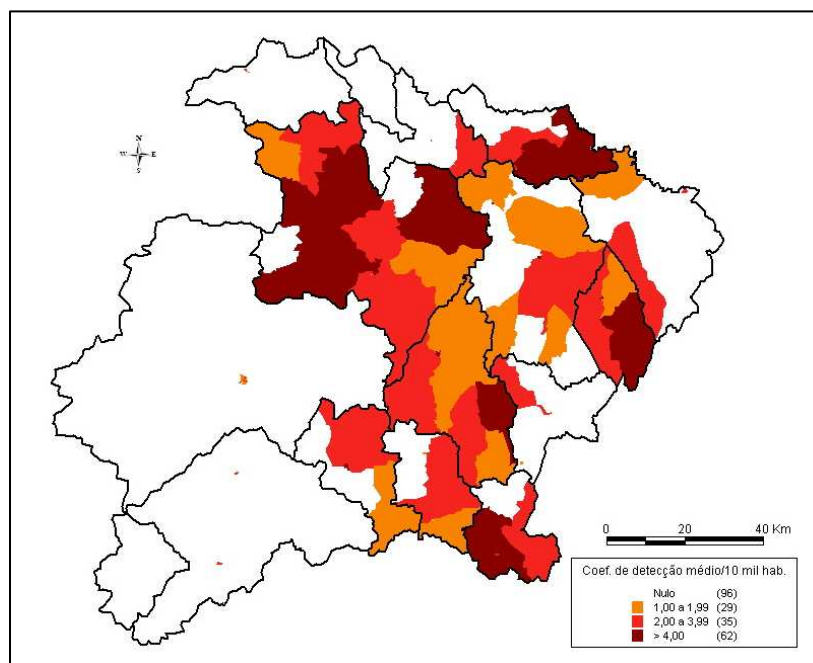 N
W E
S
0 20 40 Km
Coef. de detecção médio/10 mil hab.
Nulo (96)
1,00 a 1,99 (29)
2,00 a 3,99 (35)
> 4,00 (62)